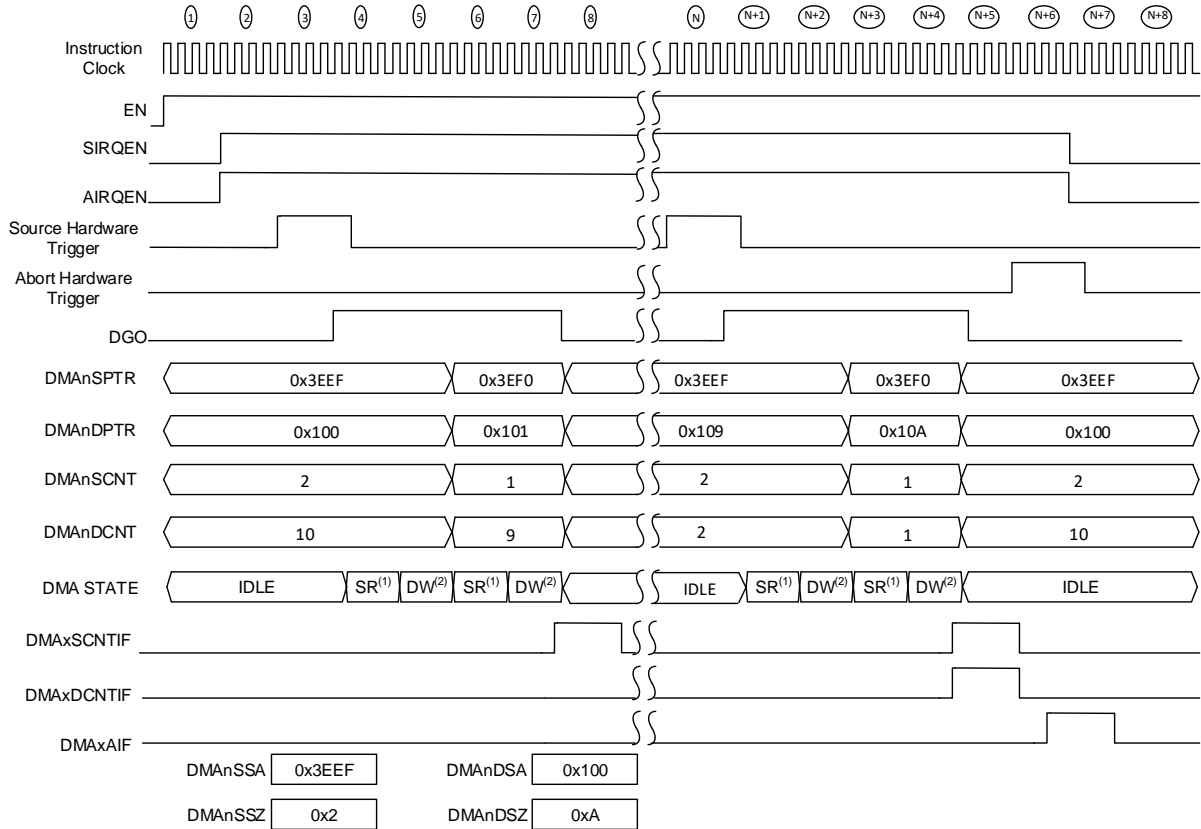 1 2 3 4 5 6 7 8 N N+1 N+2 N+3 N+4 N+5 N+6 N+7 N+8
Instruction
Clock
EN
SIRQEN
AIRQEN
Source Hardware
Trigger
Abort Hardware
Trigger
DGO
DMAnSPTR 0x3EEF 0x3EF0 0x3EEF 0x3EF0 0x3EEF
DMAnDPTR 0x100 0x101 0x109 0x10A 0x100
DMAnSCNT 2 1 2 1 2
DMAnDCNT 10 9 2 1 10
DMA STATE IDLE SR(1) DW(2) SR(1) DW(2) IDLE SR(1) DW(2) SR(1) DW(2) IDLE
DMAxSCNTIF
DMAxDCNTIF
DMAxAIF
DMAnSSA 0x3EEF DMAnDSA 0x100
DMAnSSZ 0x2 DMAnDSZ 0xA